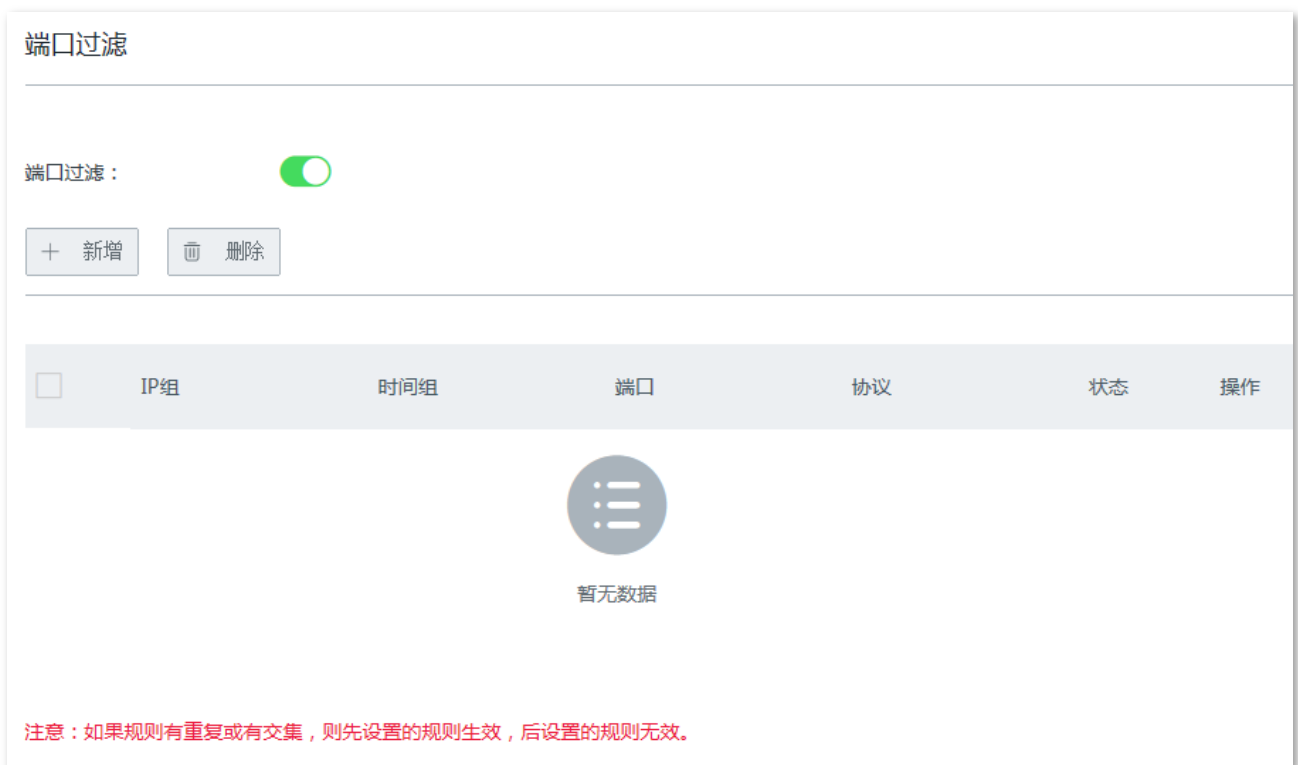 端口过滤
端口过滤：
新增 删除
IP组 时间组 端口 协议 状态 操作
暂无数据
注意：如果规则有重复或有交集，则先设置的规则生效，后设置的规则无效。